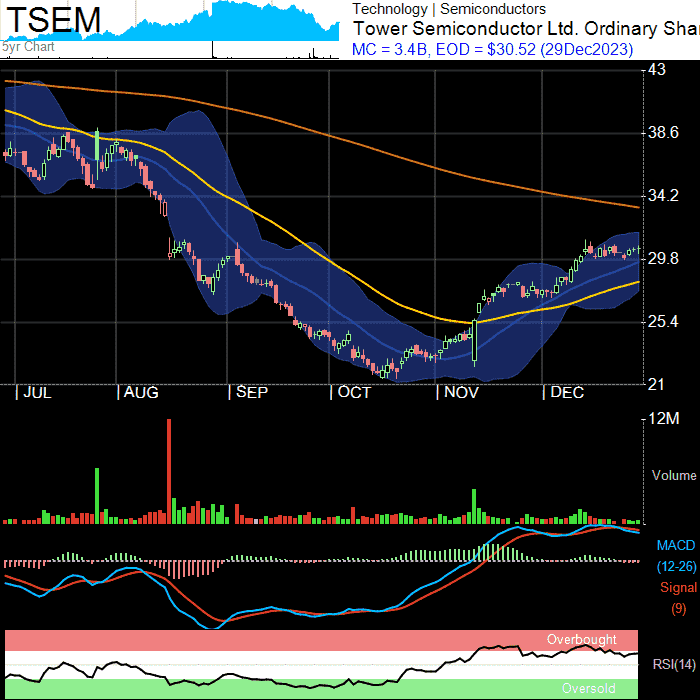 TSEM
5yr Chart
Technology | Semiconductors
Tower Semiconductor Ltd. Ordinary Sha
MC = 3.4B, EOD = $30.52 (29Dec2023)
43
38.6
34.2
29.8
25.4
21
JUL AUG SEP OCT NOV DEC
12M
Volume
MACD
(12-26)
Signal
(9)
Overbought
RSI(14)
Oversold